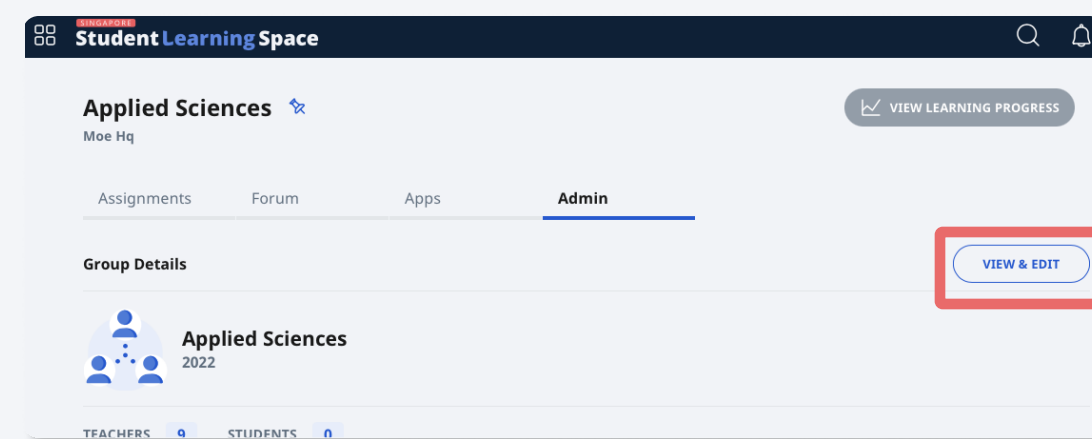 SINGAPORE
Student Learning Space
Applied Sciences
VIEW LEARNING PROGRESS
Moe Hq
Assignments Forum Apps Admin
Group Details
VIEW & EDIT
Applied Sciences
2022
TEACHERS 9 STUDENTS 0